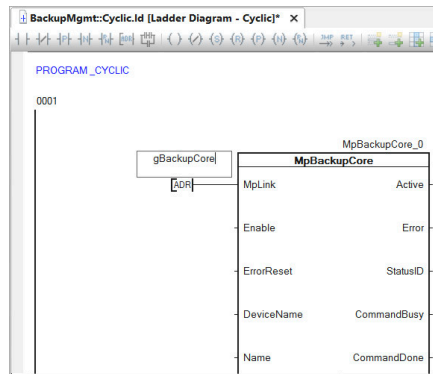 BackupMgmt::Cyclic.ld [Ladder Diagram - Cyclic]* ×
PROGRAM _CYCLIC
0001
MpBackupCore_0
gBackupCore
MpBackupCore
ADR
MpLink
Active
Enable
Error
ErrorReset
StatusID
DeviceName
CommandBusy
Name
CommandDone